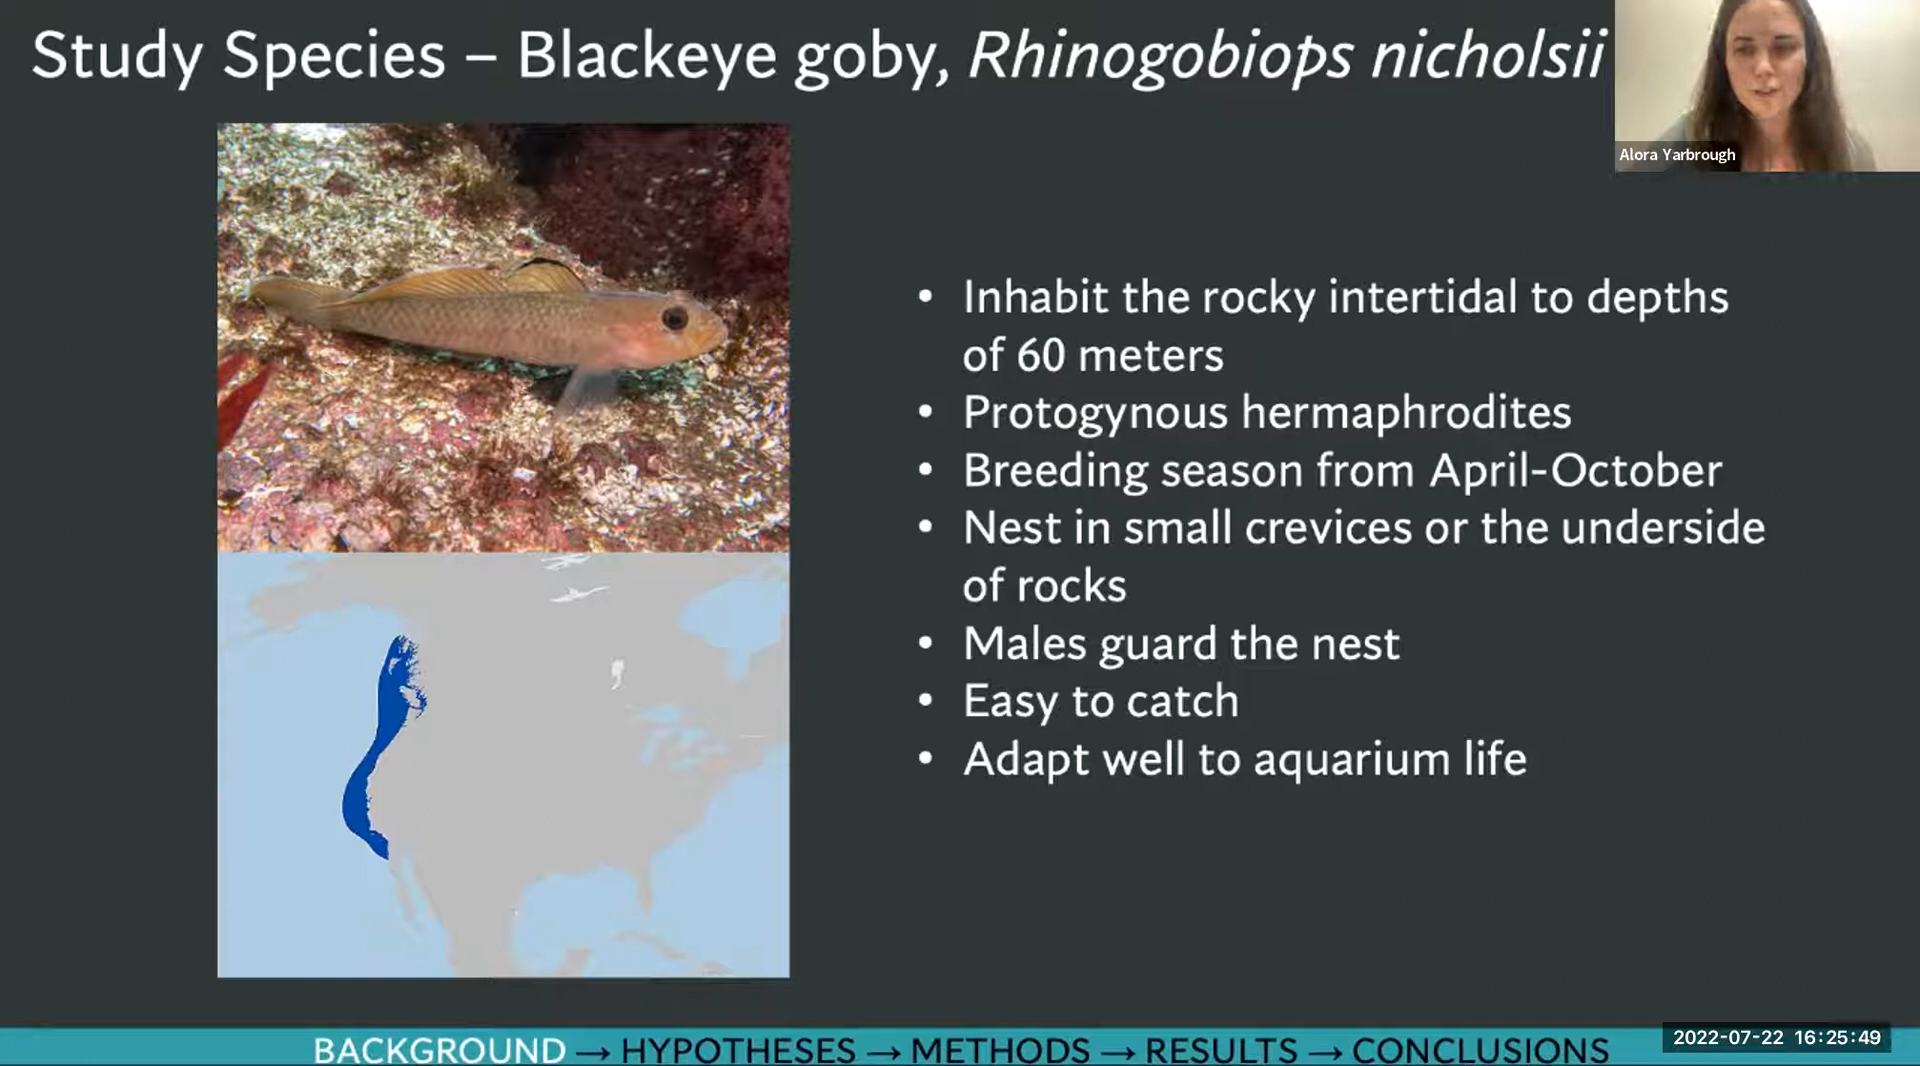 Study Species – Blackeye goby, Rhinogobiops nicholsii
Alora Yarbrough
• Inhabit the rocky intertidal to depths
of 60 meters
• Protogynous hermaphrodites
• Breeding season from April-October
• Nest in small crevices or the underside
of rocks
• Males guard the nest
• Easy to catch
• Adapt well to aquarium life
BACKGROUND → HYPOTHESES → METHODS → RESULTS → CONCLUSIONS
2022-07-22 16:25:49